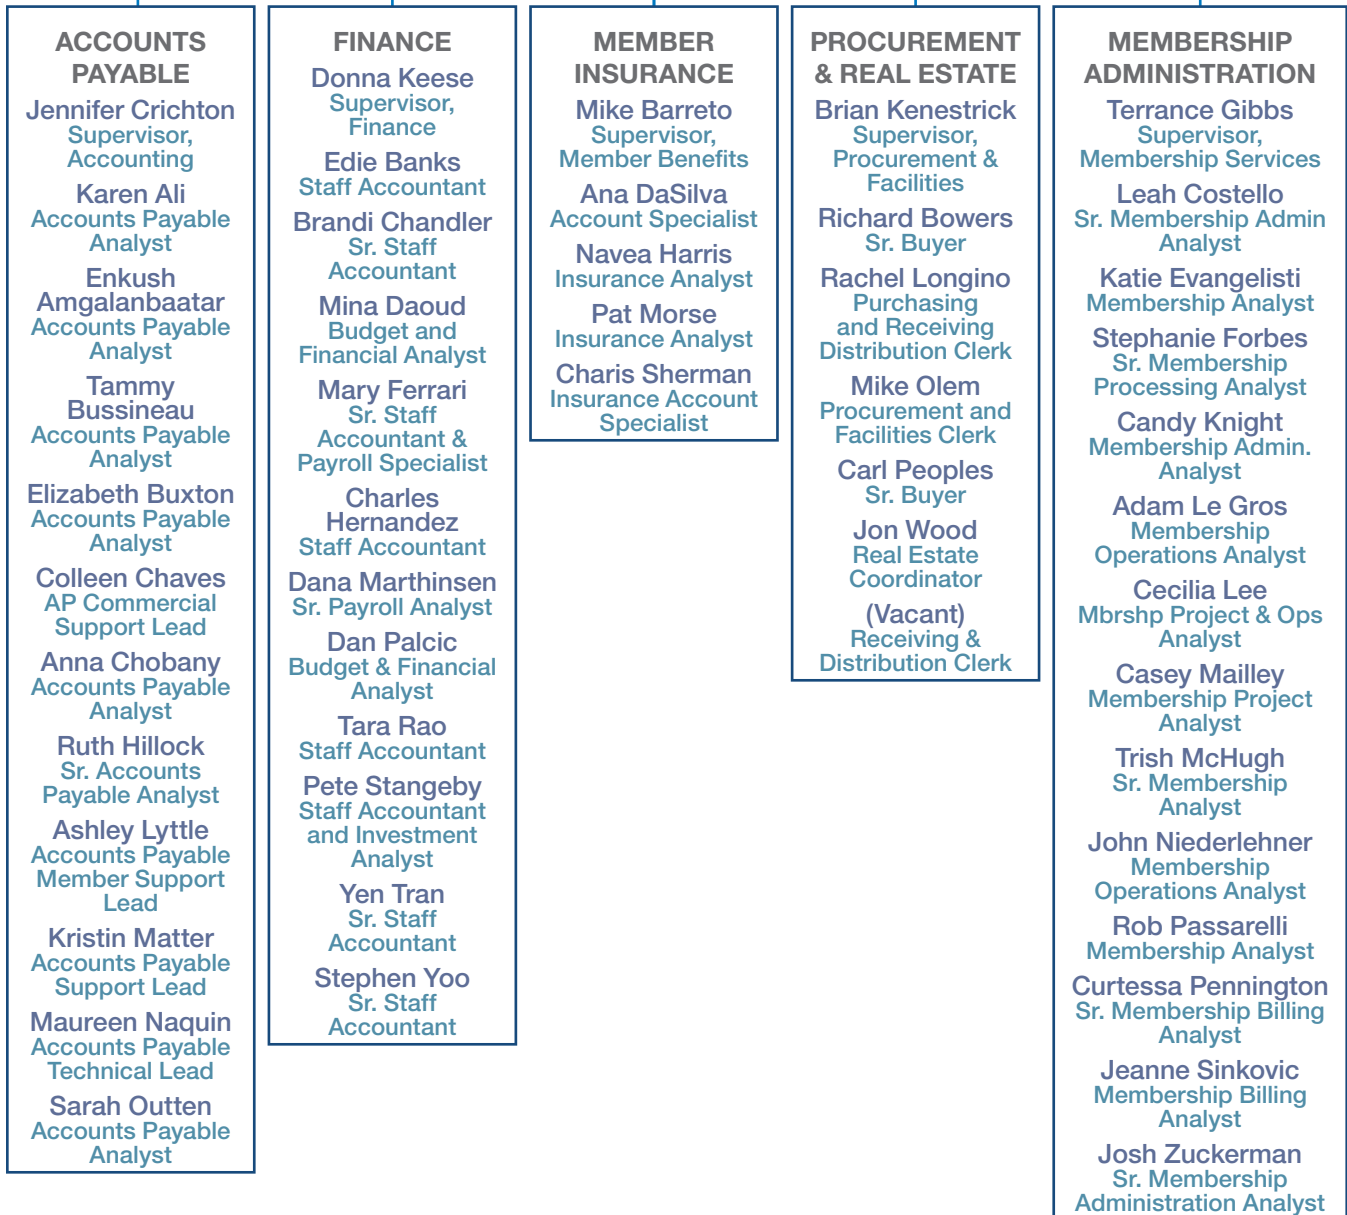 ACCOUNTS
PAYABLE
Jennifer Crichton
Supervisor,
Accounting
Karen Ali
Accounts Payable
Analyst
Enkush
Amgalanbaatar
Accounts Payable
Analyst
Tammy
Bussineau
Accounts Payable
Analyst
Elizabeth Buxton
Accounts Payable
Analyst
Colleen Chaves
AP Commercial
Support Lead
Anna Chobany
Accounts Payable
Analyst
Ruth Hillock
Sr. Accounts
Payable Analyst
Ashley Lyttle
Accounts Payable
Member Support
Lead
Kristin Matter
Accounts Payable
Support Lead
Maureen Naquin
Accounts Payable
Technical Lead
Sarah Outten
Accounts Payable
Analyst
FINANCE
Donna Keese
Supervisor,
Finance
Edie Banks
Staff Accountant
Brandi Chandler
Sr. Staff
Accountant
Mina Daoud
Budget and
Financial Analyst
Mary Ferrari
Sr. Staff
Accountant &
Payroll Specialist
Charles
Hernandez
Staff Accountant
Dana Marthinsen
Sr. Payroll Analyst
Dan Palcic
Budget & Financial
Analyst
Tara Rao
Staff Accountant
Pete Stangeby
Staff Accountant
and Investment
Analyst
Yen Tran
Sr. Staff
Accountant
Stephen Yoo
Sr. Staff
Accountant
MEMBER
INSURANCE
Mike Barreto
Supervisor,
Member Benefits
Ana DaSilva
Account Specialist
Navea Harris
Insurance Analyst
Pat Morse
Insurance Analyst
Charis Sherman
Insurance Account
Specialist
PROCUREMENT
& REAL ESTATE
Brian Kenestrick
Supervisor,
Procurement &
Facilities
Richard Bowers
Sr. Buyer
Rachel Longino
Purchasing
and Receiving
Distribution Clerk
Mike Olem
Procurement and
Facilities Clerk
Carl Peoples
Sr. Buyer
Jon Wood
Real Estate
Coordinator
(Vacant)
Receiving &
Distribution Clerk
MEMBERSHIP
ADMINISTRATION
Terrance Gibbs
Supervisor,
Membership Services
Leah Costello
Sr. Membership Admin
Analyst
Katie Evangelisti
Membership Analyst
Stephanie Forbes
Sr. Membership
Processing Analyst
Candy Knight
Membership Admin.
Analyst
Adam Le Gros
Membership
Operations Analyst
Cecilia Lee
Mbrshp Project & Ops
Analyst
Casey Mailley
Membership Project
Analyst
Trish McHugh
Sr. Membership
Analyst
John Niederlehner
Membership
Operations Analyst
Rob Passarelli
Membership Analyst
Curtessa Pennington
Sr. Membership Billing
Analyst
Jeanne Sinkovic
Membership Billing
Analyst
Josh Zuckerman
Sr. Membership
Administration Analyst